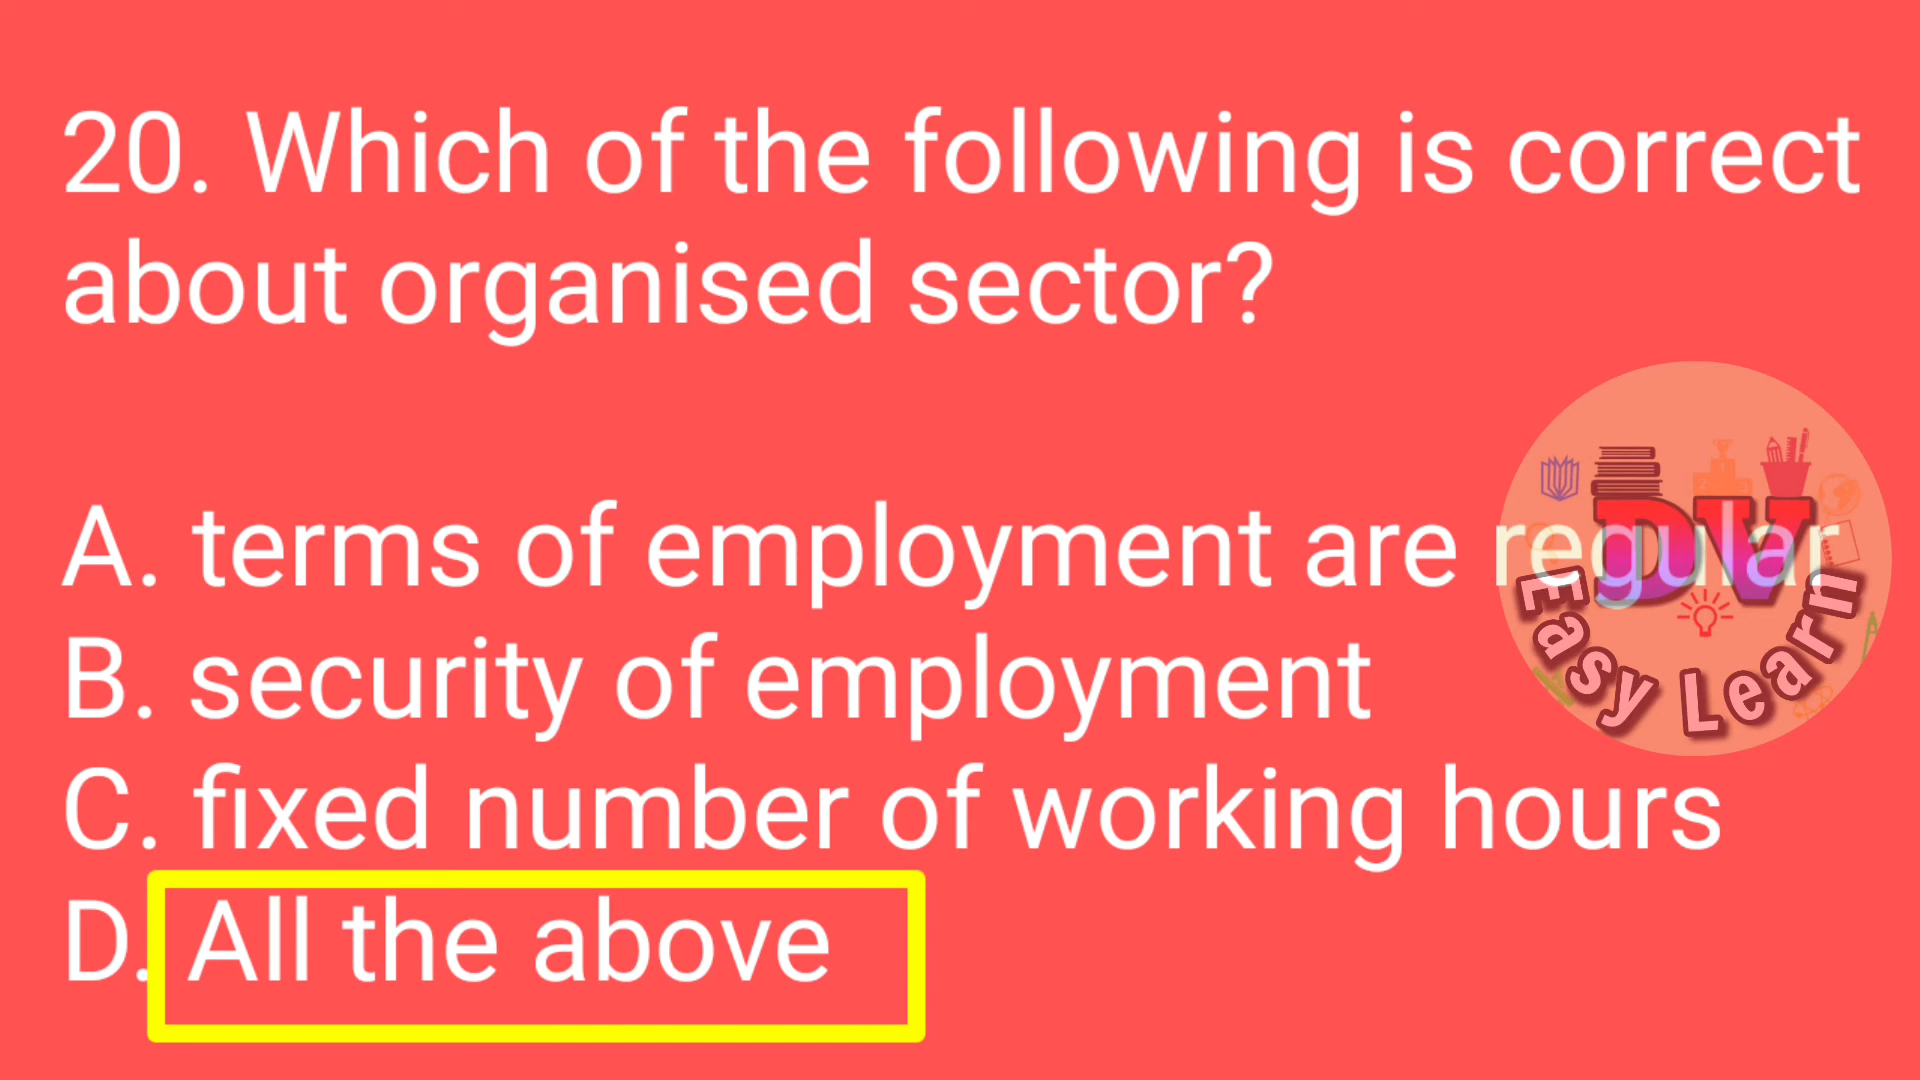 20. Which of the following is correct
about organised sector?
A. terms of employment are regular
B. security of employment
C. fixed number of working hours
D. All the above
DV
Easy Learn